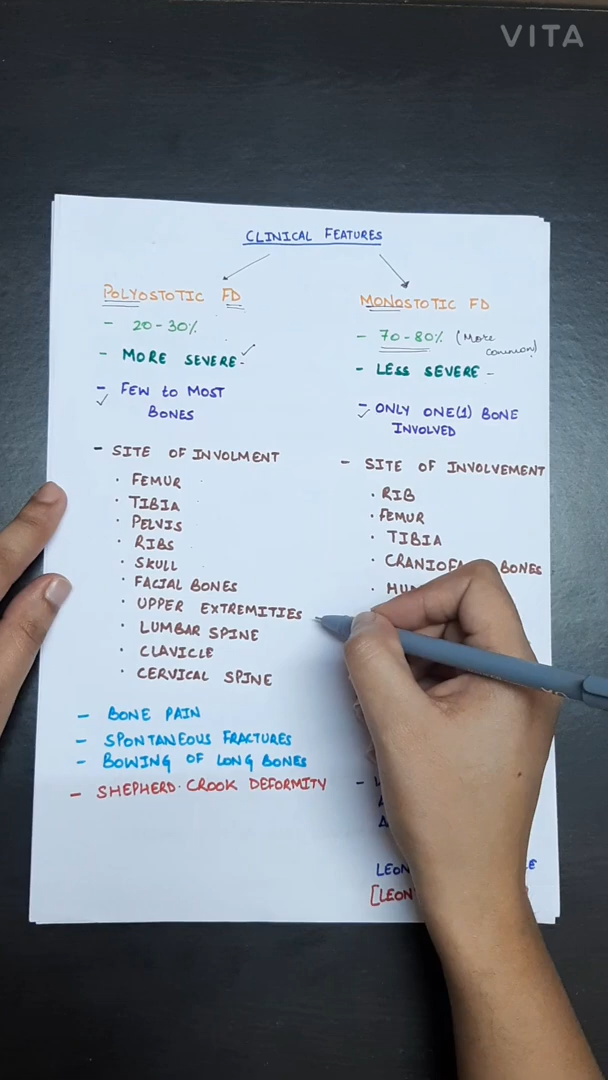 VITA
CLINICAL FEATURES
POLYOSTOTIC FD
- 20-30%
- MORE SEVERE-
- FEW TO MOST
BONES
- SITE OF INVOLMENT
· FEMUR
· TIBIA
· PELVIS
· RIBS
· SKULL
· FACIAL BONES
· UPPER EXTREMITIES
· LUMBAR SPINE
· CLAVICLE
· CERVICAL SPINE
- BONE PAIN
- SPONTANEOUS FRACTURES
- BOWING OF LONG BONES
- SHEPHERD-CROOK DEFORMITY
MONOSTOTIC FD
- 70-80% (More
common)
- LESS SEVERE -
- ONLY ONE(1) BONE
INVOLVED
- SITE OF INVOLVEMENT
· RIB
· FEMUR
· TIBIA
· BONES